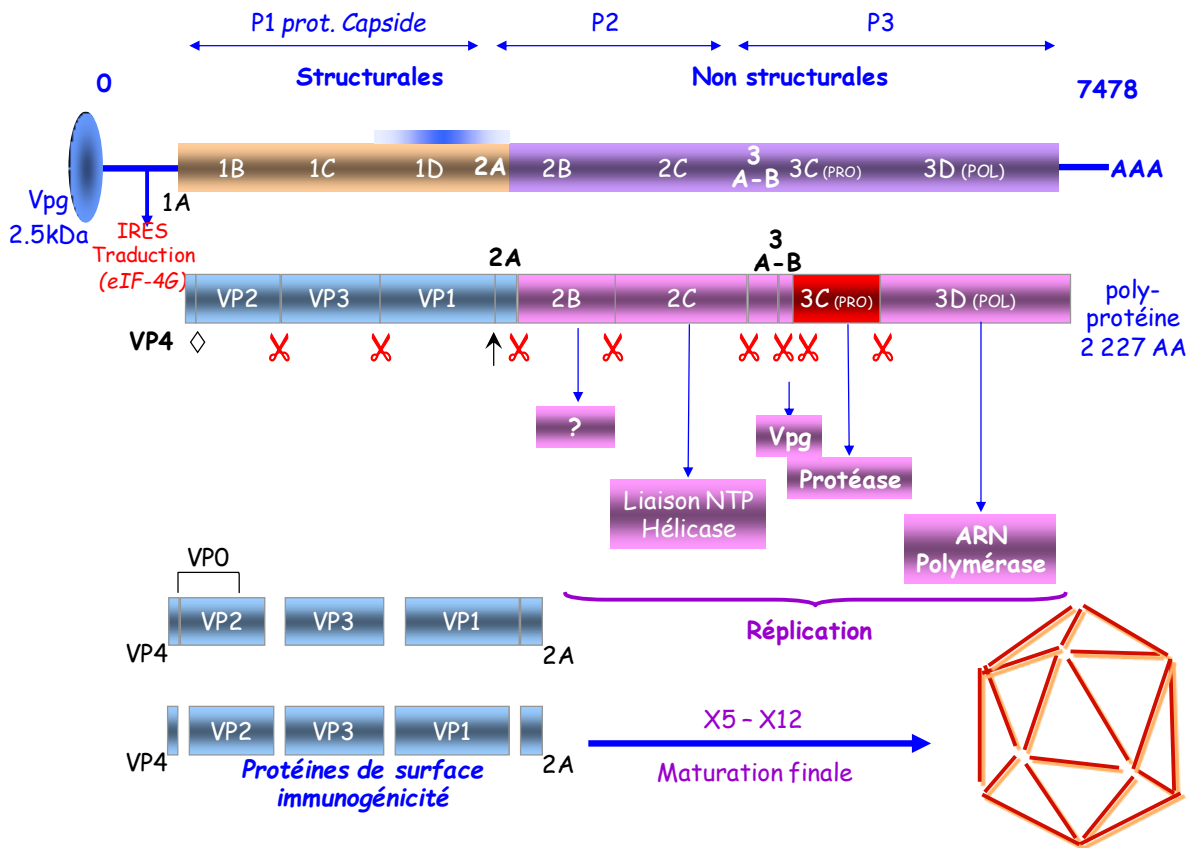 P1 prot. Capside
P2
P3
Structurales
Non structurales
0
7478
1B
1C
1D
2A
2B
2C
3
A-B
3C (PRO)
3D (POL)
AAA
Vpg
2.5kDa
1A
IRES
Traduction
(eIF-4G)
2A
3
A-B
VP2
VP3
VP1
2B
2C
3C (PRO)
3D (POL)
poly-
protéine
2 227 AA
VP4
?
Vpg
Protéase
Liaison NTP
Hélicase
ARN
Polymérase
VP0
VP2
VP3
VP1
VP4
2A
Réplication
VP2
VP3
VP1
VP4
2A
Protéines de surface
immunogénicité
X5 – X12
Maturation finale